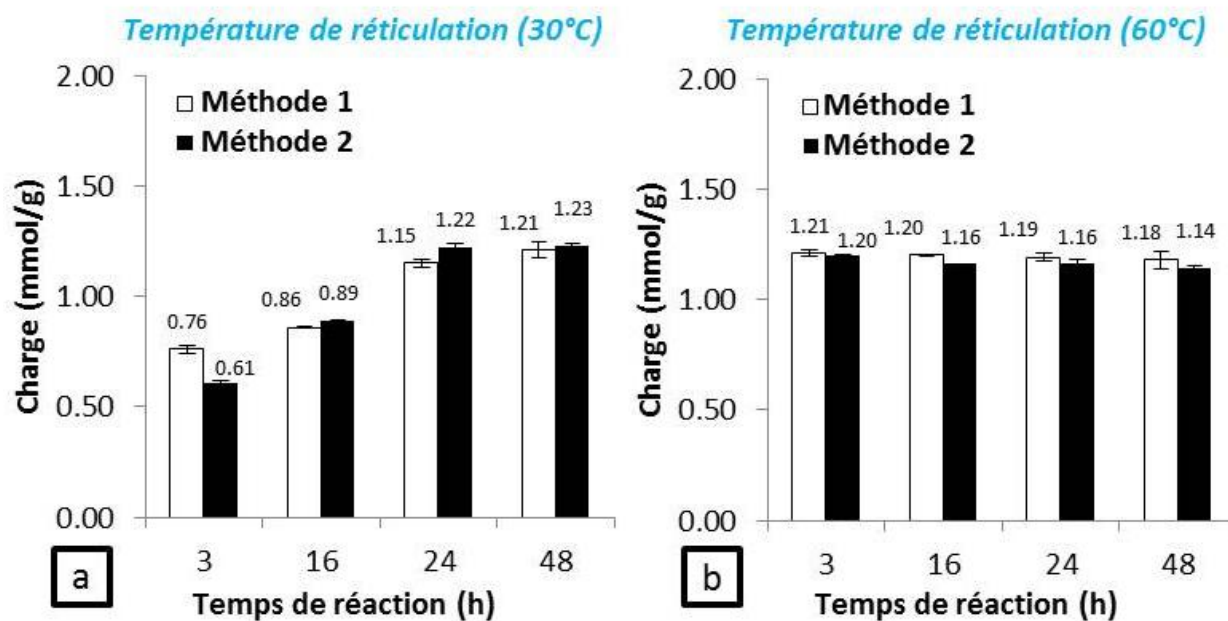 Température de réticulation (30°C)
2.00
1.50
1.00
0.50
0.00
Charge (mmol/g)
Méthode 1
Méthode 2
0.76
0.61
0.86
0.89
1.15
1.22
1.21
1.23
3
16
24
48
Temps de réaction (h)
a
Température de réticulation (60°C)
2.00
1.50
1.00
0.50
0.00
Charge (mmol/g)
Méthode 1
Méthode 2
1.21
1.20
1.20
1.16
1.19
1.16
1.18
1.14
3
16
24
48
Temps de réaction (h)
b